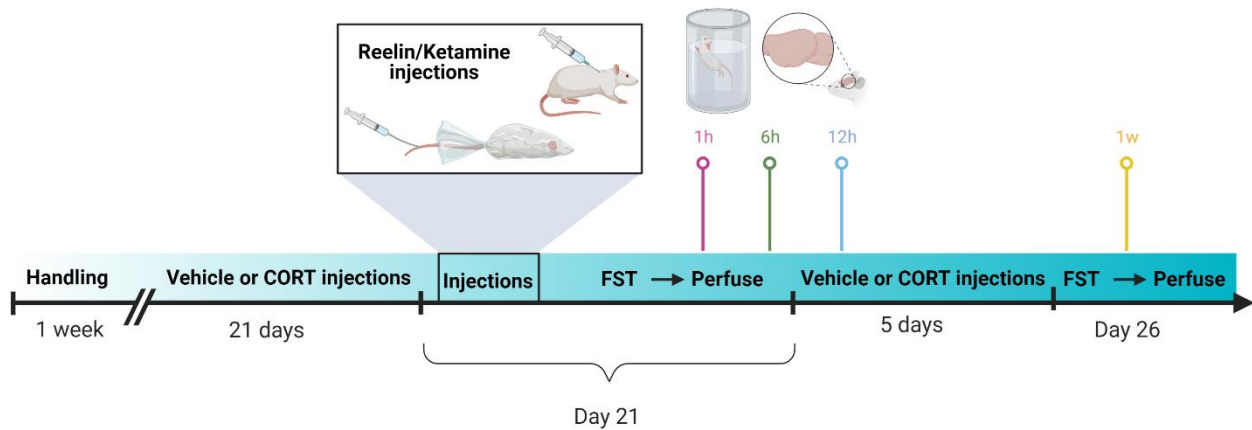 Reelin/Ketamine
injections
1h
6h
12h
1w
Handling
Vehicle or CORT injections
Injections
FST → Perfuse
Vehicle or CORT injections
FST → Perfuse
1 week
21 days
5 days
Day 26
Day 21